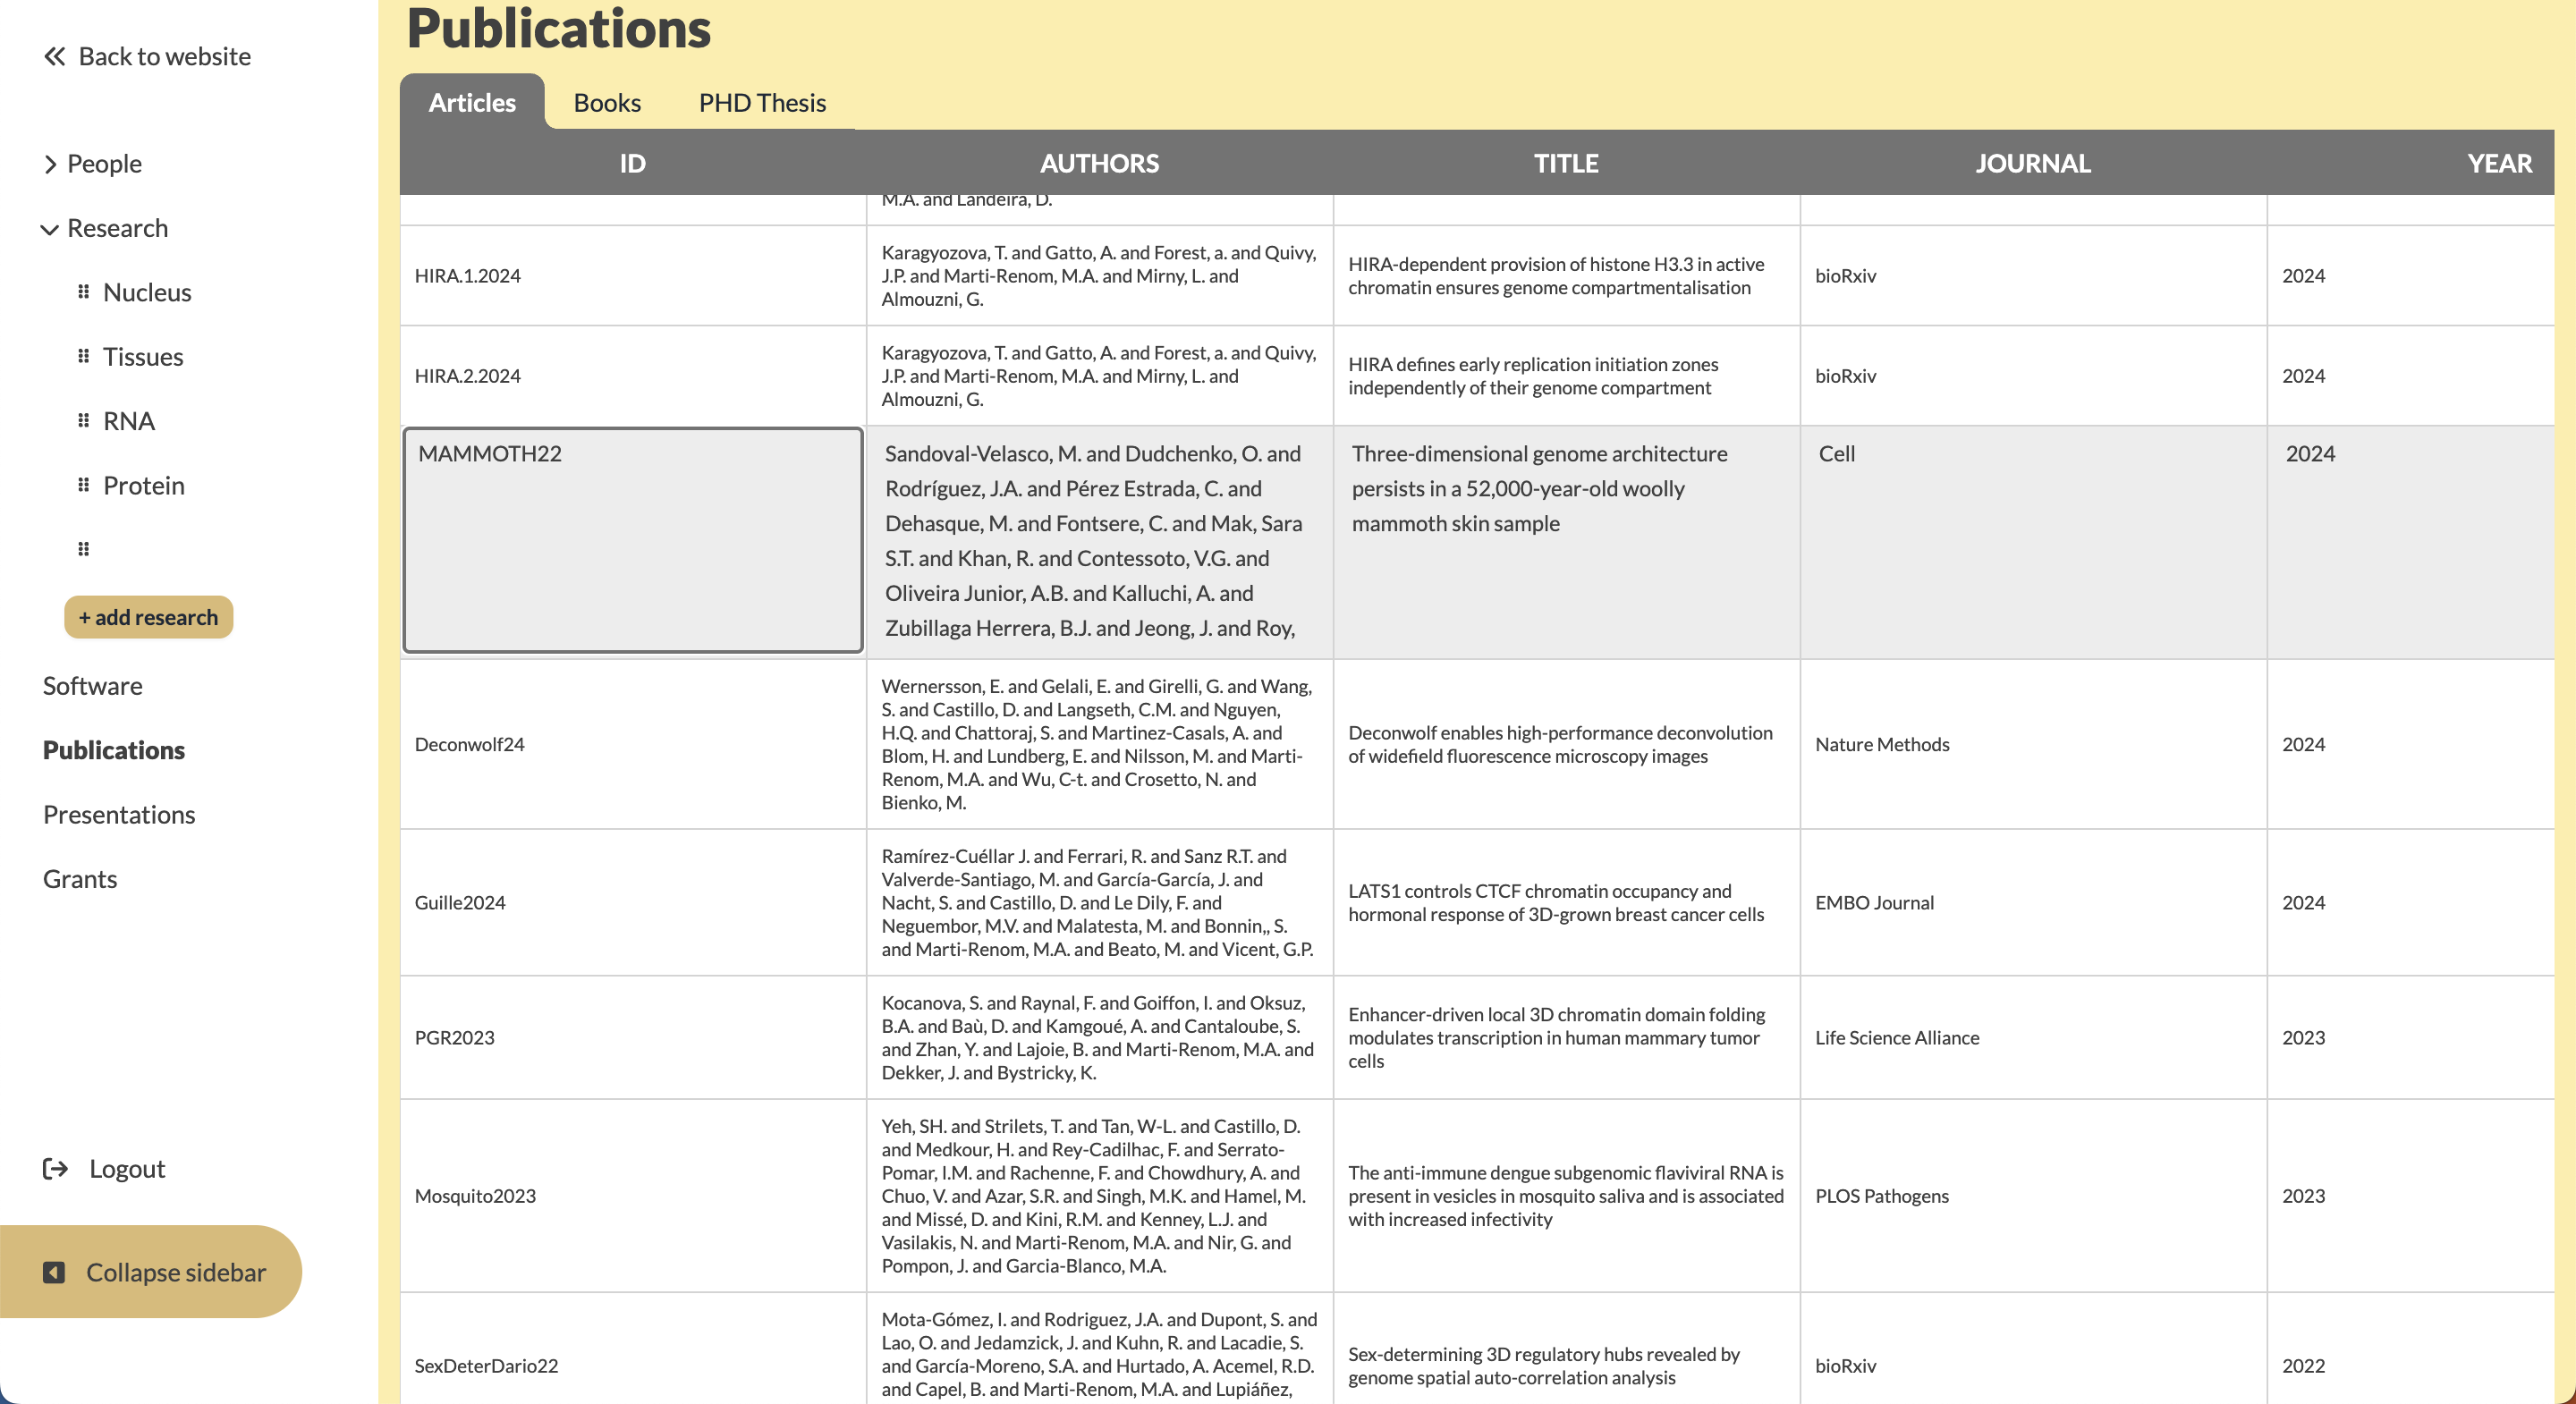 Back to website
People
Research
Nucleus
Tissues
RNA
Protein
+ add research
Software
Publications
Presentations
Grants
Logout
Collapse sidebar
Publications
Articles
Books
PHD Thesis
ID
AUTHORS
TITLE
JOURNAL
YEAR
M.A. and Landeira, D.
HIRA.1.2024
Karagyozova, T. and Gatto, A. and Forest, a. and Quivy,
J.P. and Marti-Renom, M.A. and Mirny, L. and
Almouzni, G.
HIRA-dependent provision of histone H3.3 in active
chromatin ensures genome compartmentalisation
bioRxiv
2024
HIRA.2.2024
Karagyozova, T. and Gatto, A. and Forest, a. and Quivy,
J.P. and Marti-Renom, M.A. and Mirny, L. and
Almouzni, G.
HIRA defines early replication initiation zones
independently of their genome compartment
bioRxiv
2024
MAMMOTH22
Sandoval-Velasco, M. and Dudchenko, O. and
Rodríguez, J.A. and Pérez Estrada, C. and
Dehasque, M. and Fontsere, C. and Mak, Sara
S.T. and Khan, R. and Contessoto, V.G. and
Oliveira Junior, A.B. and Kalluchi, A. and
Zubillaga Herrera, B.J. and Jeong, J. and Roy,
Three-dimensional genome architecture
persists in a 52,000-year-old woolly
mammoth skin sample
Cell
2024
Deconwolf24
Wernersson, E. and Gelali, E. and Girelli, G. and Wang,
S. and Castillo, D. and Langseth, C.M. and Nguyen,
H.Q. and Chattoraj, S. and Martinez-Casals, A. and
Blom, H. and Lundberg, E. and Nilsson, M. and Marti-
Renom, M.A. and Wu, C-t. and Crosetto, N. and
Bienko, M.
Deconwolf enables high-performance deconvolution
of widefield fluorescence microscopy images
Nature Methods
2024
Guille2024
Ramírez-Cuéllar J. and Ferrari, R. and Sanz R.T. and
Valverde-Santiago, M. and García-García, J. and
Nacht, S. and Castillo, D. and Le Dily, F. and
Neguembor, M.V. and Malatesta, M. and Bonnin,, S.
and Marti-Renom, M.A. and Beato, M. and Vicent, G.P.
LATS1 controls CTCF chromatin occupancy and
hormonal response of 3D-grown breast cancer cells
EMBO Journal
2024
PGR2023
Kocanova, S. and Raynal, F. and Goiffon, I. and Oksuz,
B.A. and Baù, D. and Kamgoué, A. and Cantaloube, S.
and Zhan, Y. and Lajoie, B. and Marti-Renom, M.A. and
Dekker, J. and Bystricky, K.
Enhancer-driven local 3D chromatin domain folding
modulates transcription in human mammary tumor
cells
Life Science Alliance
2023
Mosquito2023
Yeh, SH. and Strilets, T. and Tan, W-L. and Castillo, D.
and Medkour, H. and Rey-Cadilhac, F. and Serrato-
Pomar, I.M. and Rachenne, F. and Chowdhury, A. and
Chuo, V. and Azar, S.R. and Singh, M.K. and Hamel, M.
and Missé, D. and Kini, R.M. and Kenney, L.J. and
Vasilakis, N. and Marti-Renom, M.A. and Nir, G. and
Pompon, J. and Garcia-Blanco, M.A.
The anti-immune dengue subgenomic flaviviral RNA is
present in vesicles in mosquito saliva and is associated
with increased infectivity
PLOS Pathogens
2023
SexDeterDario22
Mota-Gómez, I. and Rodriguez, J.A. and Dupont, S. and
Lao, O. and Jedamzick, J. and Kuhn, R. and Lacadie, S.
and García-Moreno, S.A. and Hurtado, A. Acemel, R.D.
and Capel, B. and Marti-Renom, M.A. and Lupiáñez,
Sex-determining 3D regulatory hubs revealed by
genome spatial auto-correlation analysis
bioRxiv
2022